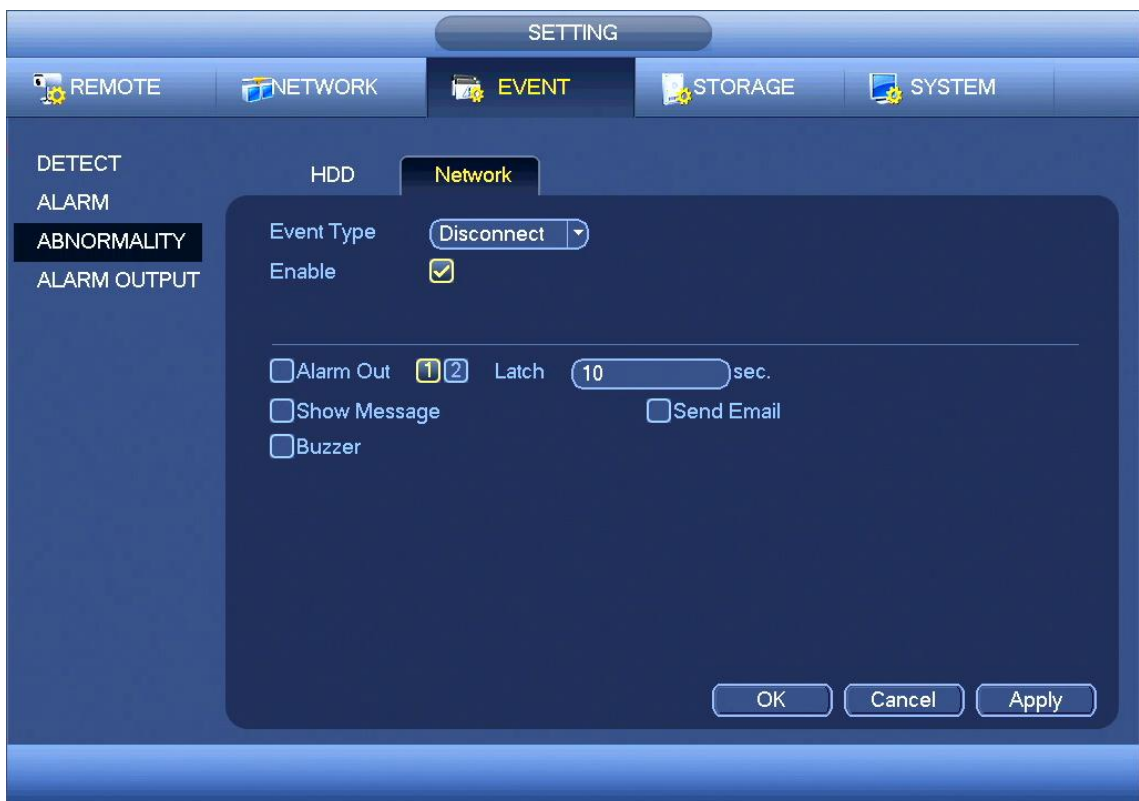 SETTING
REMOTE NETWORK EVENT STORAGE SYSTEM
DETECT
ALARM
ABNORMALITY
ALARM OUTPUT
HDD Network
Event Type Disconnect
Enable
Alarm Out 1 2 Latch 10 sec.
Show Message Send Email
Buzzer
OK Cancel Apply